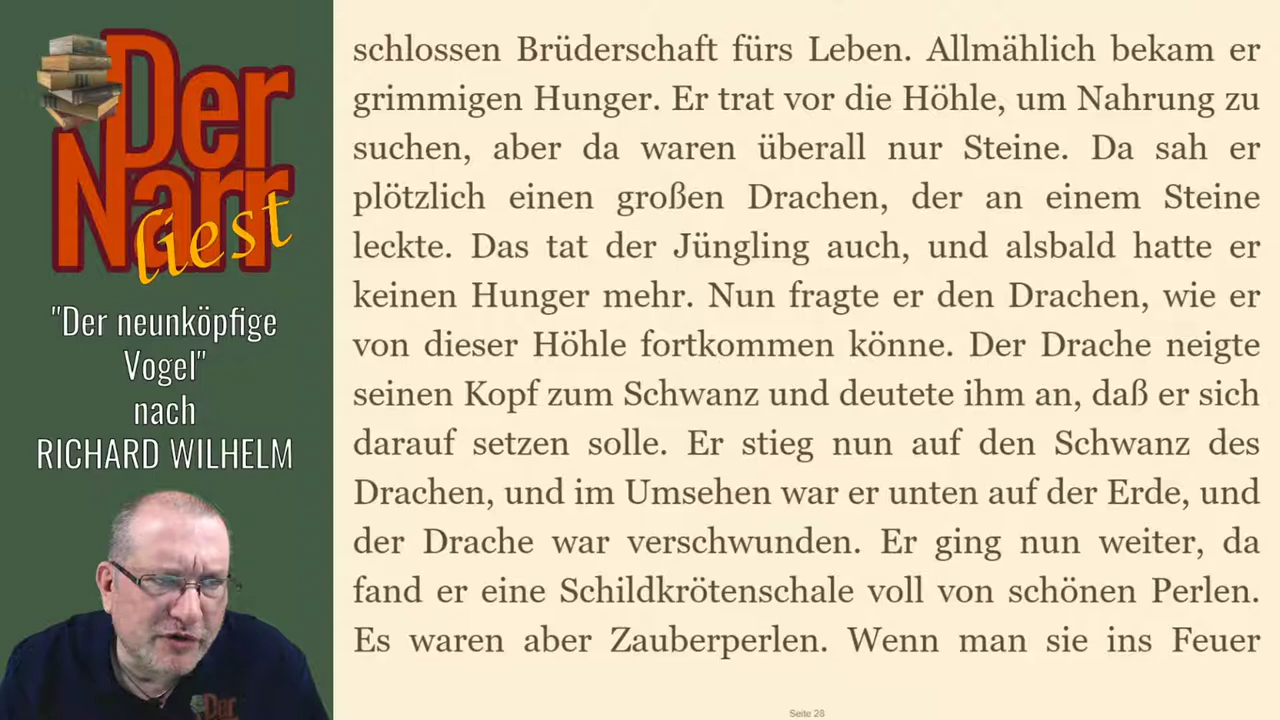 Der
Narr
liest
"Der neunköpfige
Vogel"
nach
RICHARD WILHELM
Der
schlossen Brüderschaft fürs Leben. Allmählich bekam er
grimmigen Hunger. Er trat vor die Höhle, um Nahrung zu
suchen, aber da waren überall nur Steine. Da sah er
plötzlich einen großen Drachen, der an einem Steine
leckte. Das tat der Jüngling auch, und alsbald hatte er
keinen Hunger mehr. Nun fragte er den Drachen, wie er
von dieser Höhle fortkommen könne. Der Drache neigte
seinen Kopf zum Schwanz und deutete ihm an, daß er sich
darauf setzen solle. Er stieg nun auf den Schwanz des
Drachen, und im Umsehen war er unten auf der Erde, und
der Drache war verschwunden. Er ging nun weiter, da
fand er eine Schildkrötenschale voll von schönen Perlen.
Es waren aber Zauberperlen. Wenn man sie ins Feuer
Seite 28